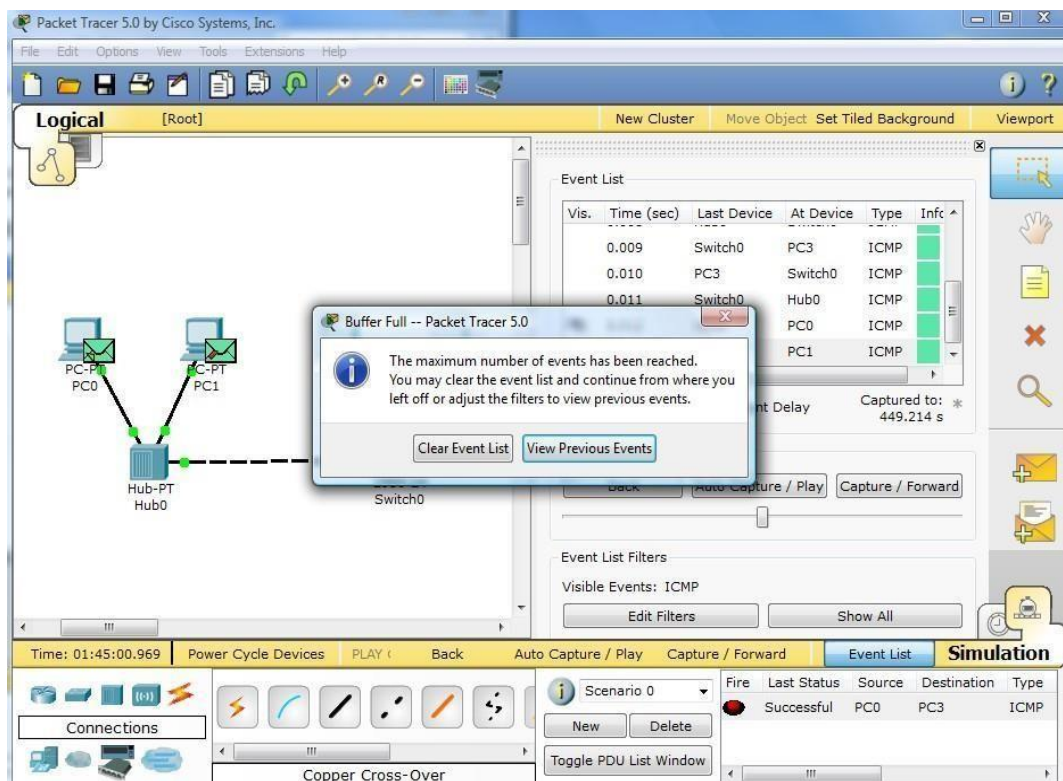 Packet Tracer 5.0 by Cisco Systems, Inc.
File Edit Options View Tools Extensions Help
Logical [Root] New Cluster Move Object Set Tiled Background Viewport
Event List
Vis. Time (sec) Last Device At Device Type Info
0.009 Switch0 PC3 ICMP
0.010 PC3 Switch0 ICMP
0.011 Switch0 Hub0 ICMP
PC0 ICMP
PC1 ICMP
Buffer Full -- Packet Tracer 5.0
The maximum number of events has been reached.
You may clear the event list and continue from where you
left off or adjust the filters to view previous events.
Clear Event List View Previous Events
PC-PT
PC0
PC-PT
PC1
Hub-PT
Hub0
Switch0
Delay
Captured to: *
449.214 s
Back Auto Capture / Play Capture / Forward
Event List Filters
Visible Events: ICMP
Edit Filters Show All
Time: 01:45:00.969 Power Cycle Devices PLAY Back Auto Capture / Play Capture / Forward Event List Simulation
Connections
Copper Cross-Over
Scenario 0
New Delete
Toggle PDU List Window
Fire Last Status Source Destination Type
Successful PC0 PC3 ICMP